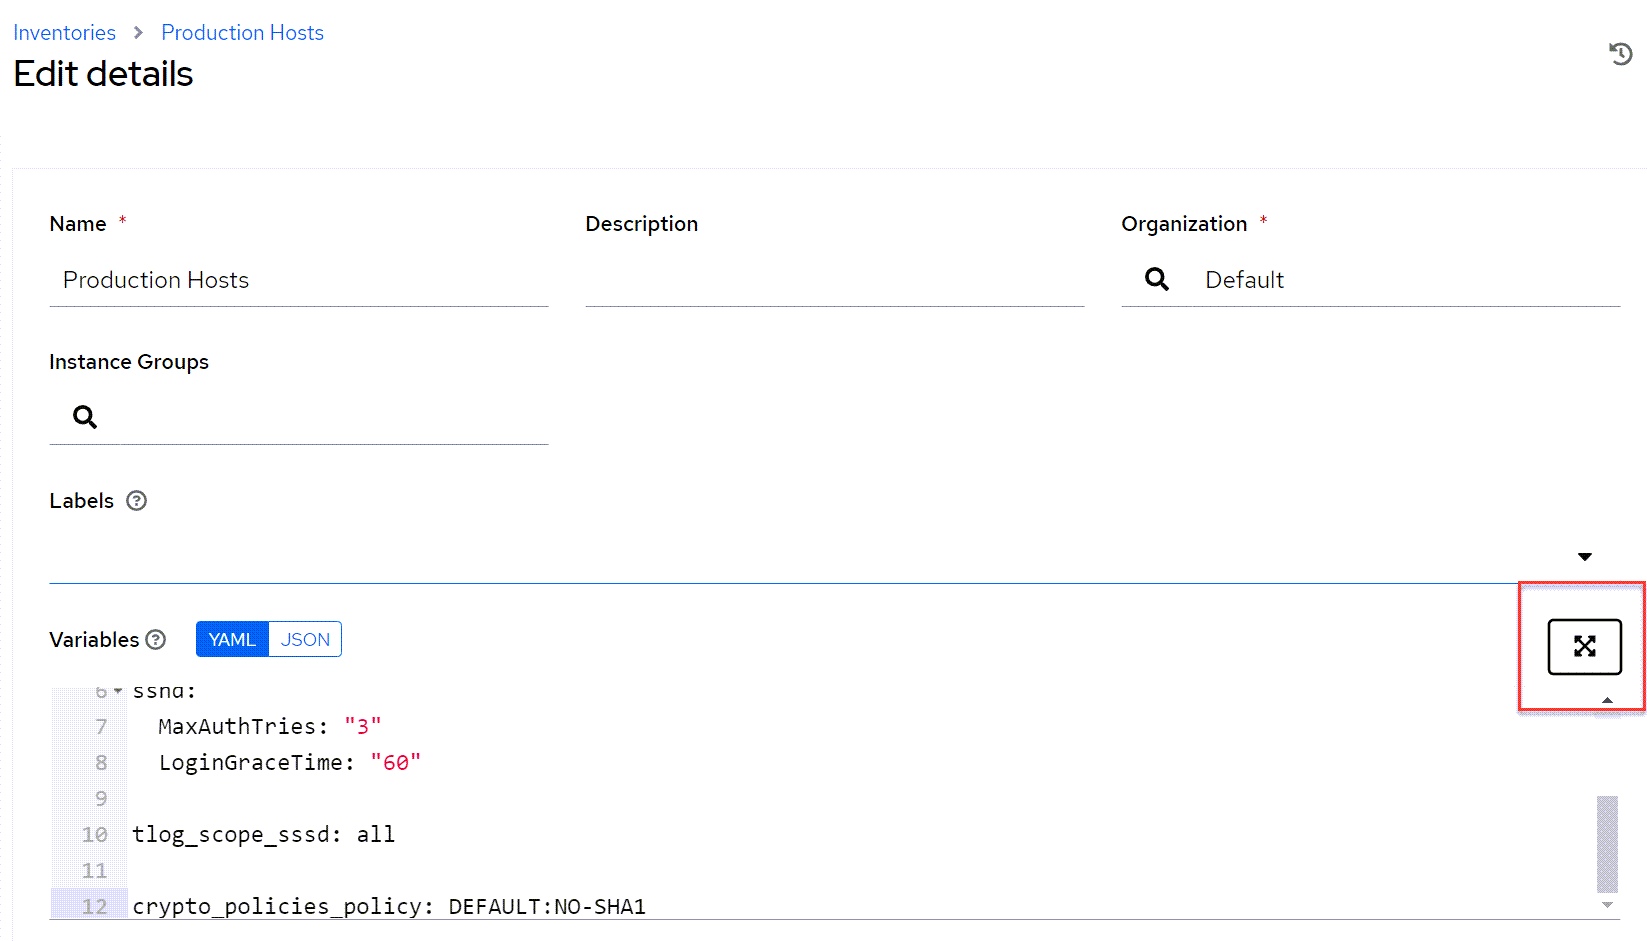 Inventories > Production Hosts
Edit details
Name *
Description
Organization *
Production Hosts
Default
Instance Groups
Labels ?
Variables ? YAML JSON
6 sshd:
7 MaxAuthTries: "3"
8 LoginGraceTime: "60"
9
10 tlog_scope_sssd: all
11
12 crypto_policies_policy: DEFAULT:NO-SHA1